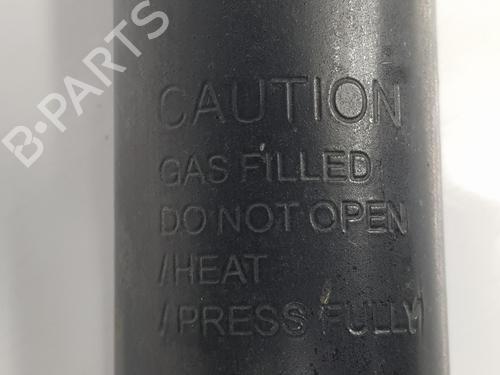 B-PARTS
CAUTION
GAS FILLED
DO NOT OPEN
/HEAT
/PRESS FULLY